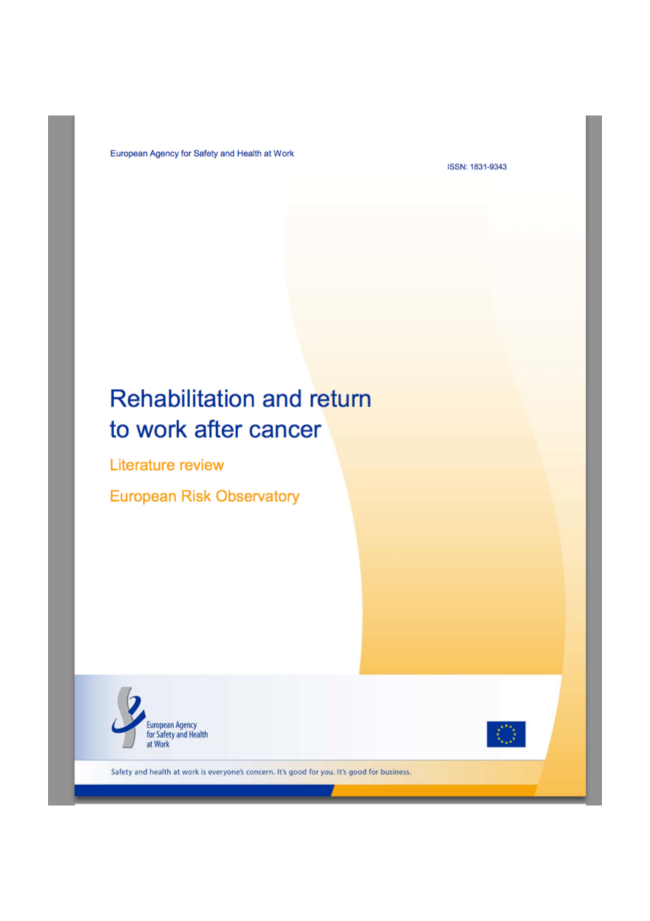 European Agency for Safety and Health at Work
ISSN: 1831-9343
Rehabilitation and return
to work after cancer
Literature review
European Risk Observatory
European Agency
for Safety and Health
at Work
Safety and health at work is everyone's concern. It's good for you. It's good for business.